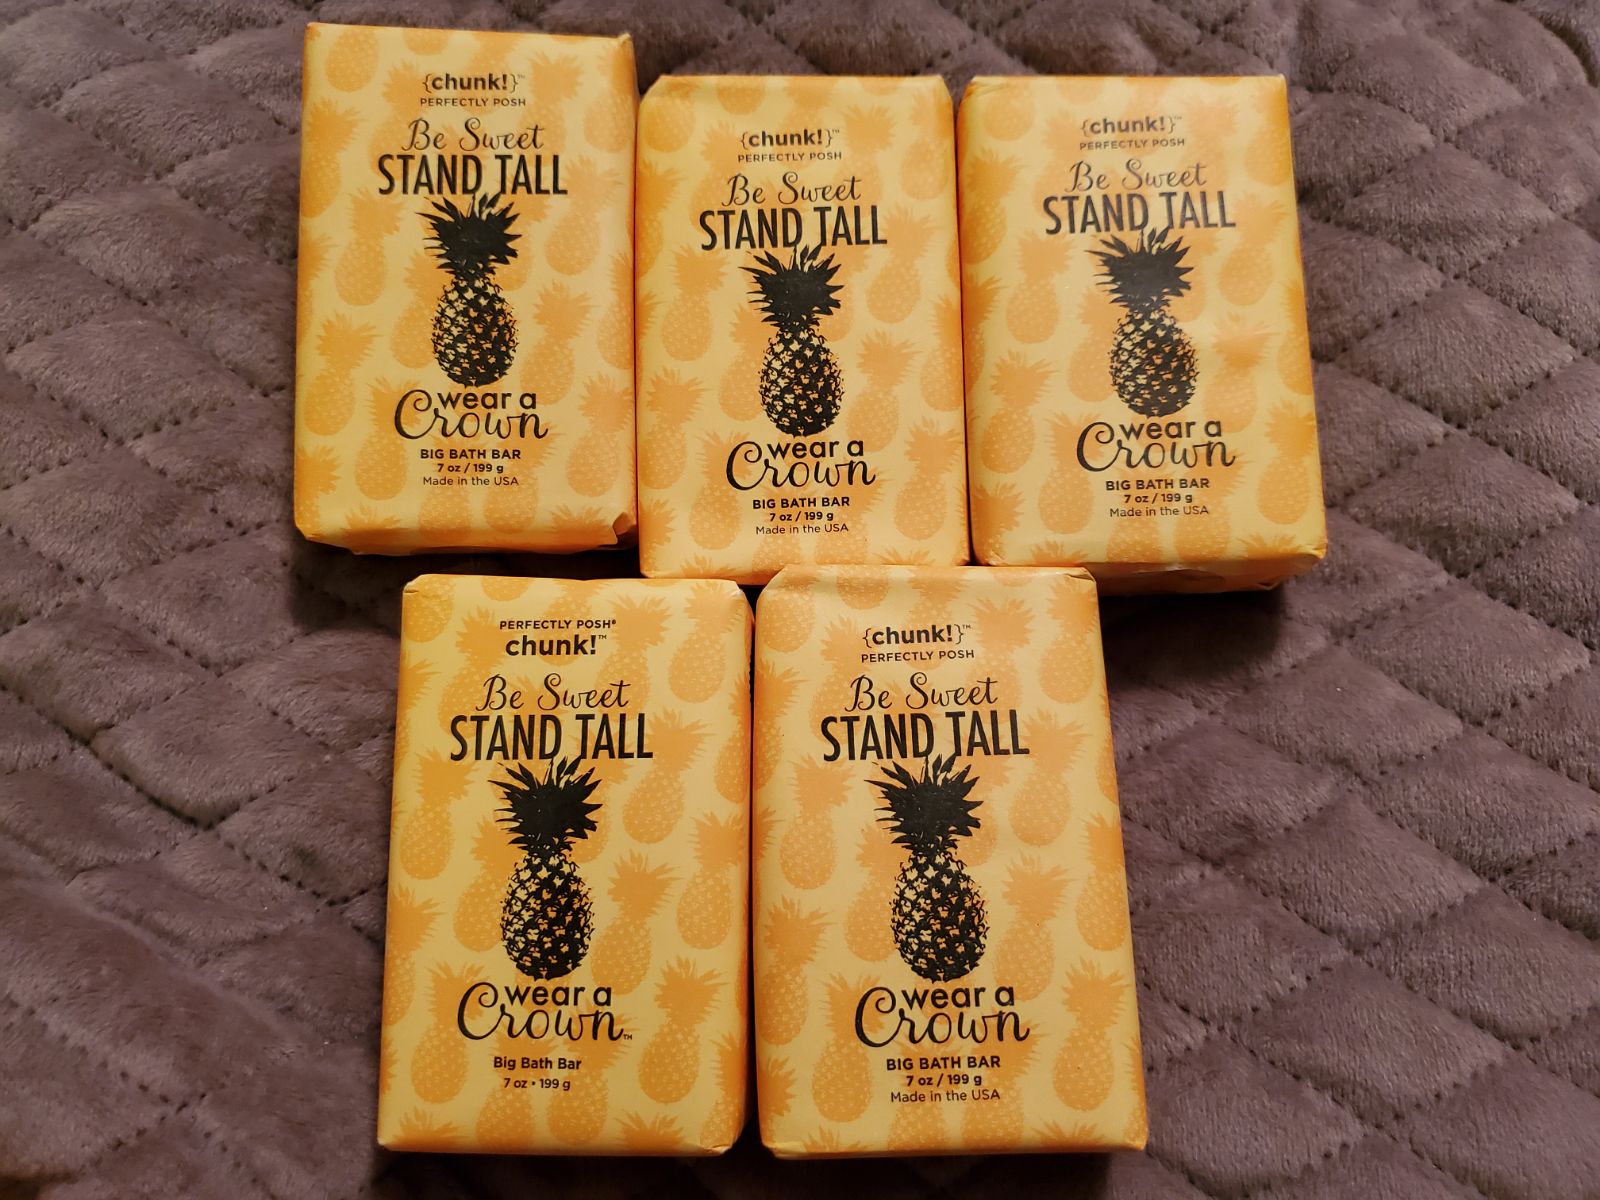 {chunk!}™
PERFECTLY POSH
Be Sweet
STAND TALL
wear a
Crown
BIG BATH BAR
7 oz / 199 g
Made in the USA
{chunk!}™
PERFECTLY POSH
Be Sweet
STAND TALL
wear a
Crown
BIG BATH BAR
7 oz / 199 g
Made in the USA
{chunk!}™
PERFECTLY POSH
Be Sweet
STAND TALL
wear a
Crown
BIG BATH BAR
7 oz / 199 g
Made in the USA
PERFECTLY POSH®
chunk!™
Be Sweet
STAND TALL
wear a
Crown™
Big Bath Bar
7 oz • 199 g
{chunk!}™
PERFECTLY POSH
Be Sweet
STAND TALL
wear a
Crown
BIG BATH BAR
7 oz / 199 g
Made in the USA